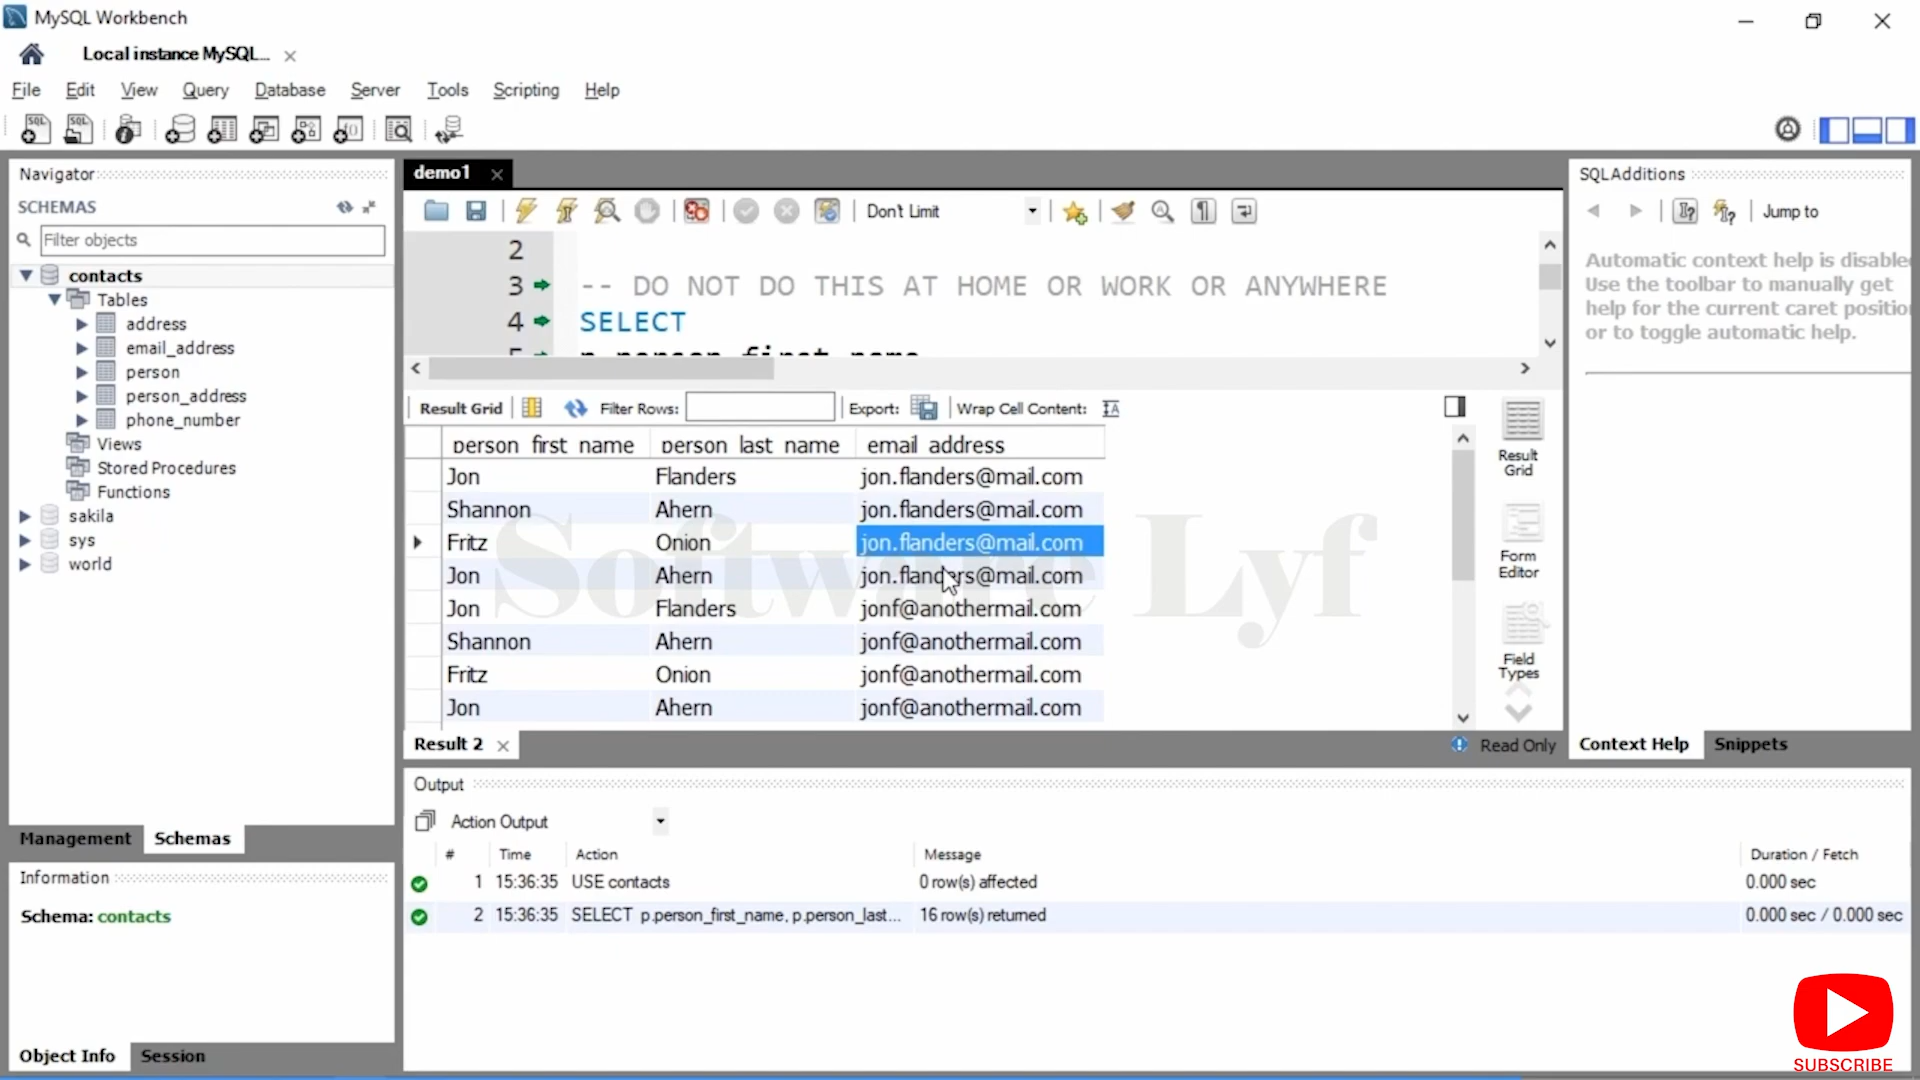 MySQL Workbench
Local instance MySQL...
File Edit View Query Database Server Tools Scripting Help
Navigator
SCHEMAS
Filter objects
contacts
Tables
address
email_address
person
person_address
phone_number
Views
Stored Procedures
Functions
sakila
sys
world
Management Schemas
Information
Schema: contacts
Object Info Session
demo1
Don't Limit
2
3 -- DO NOT DO THIS AT HOME OR WORK OR ANYWHERE
4 SELECT
Result Grid Filter Rows: Export: Wrap Cell Content:
person_first_name person_last_name email_address
Jon Flanders jon.flanders@mail.com
Shannon Ahern jon.flanders@mail.com
Fritz Onion jon.flanders@mail.com
Jon Ahern jon.flanders@mail.com
Jon Flanders jonf@anothermail.com
Shannon Ahern jonf@anothermail.com
Fritz Onion jonf@anothermail.com
Jon Ahern jonf@anothermail.com
Software Lyf
Result Grid
Form Editor
Field Types
Result 2
Read Only
SQLAdditions
Jump to
Automatic context help is disable
Use the toolbar to manually get
help for the current caret positio
or to toggle automatic help.
Context Help Snippets
Output
Action Output
# Time Action Message Duration / Fetch
1 15:36:35 USE contacts 0 row(s) affected 0.000 sec
2 15:36:35 SELECT p.person_first_name, p.person_last... 16 row(s) returned 0.000 sec / 0.000 sec
SUBSCRIBE